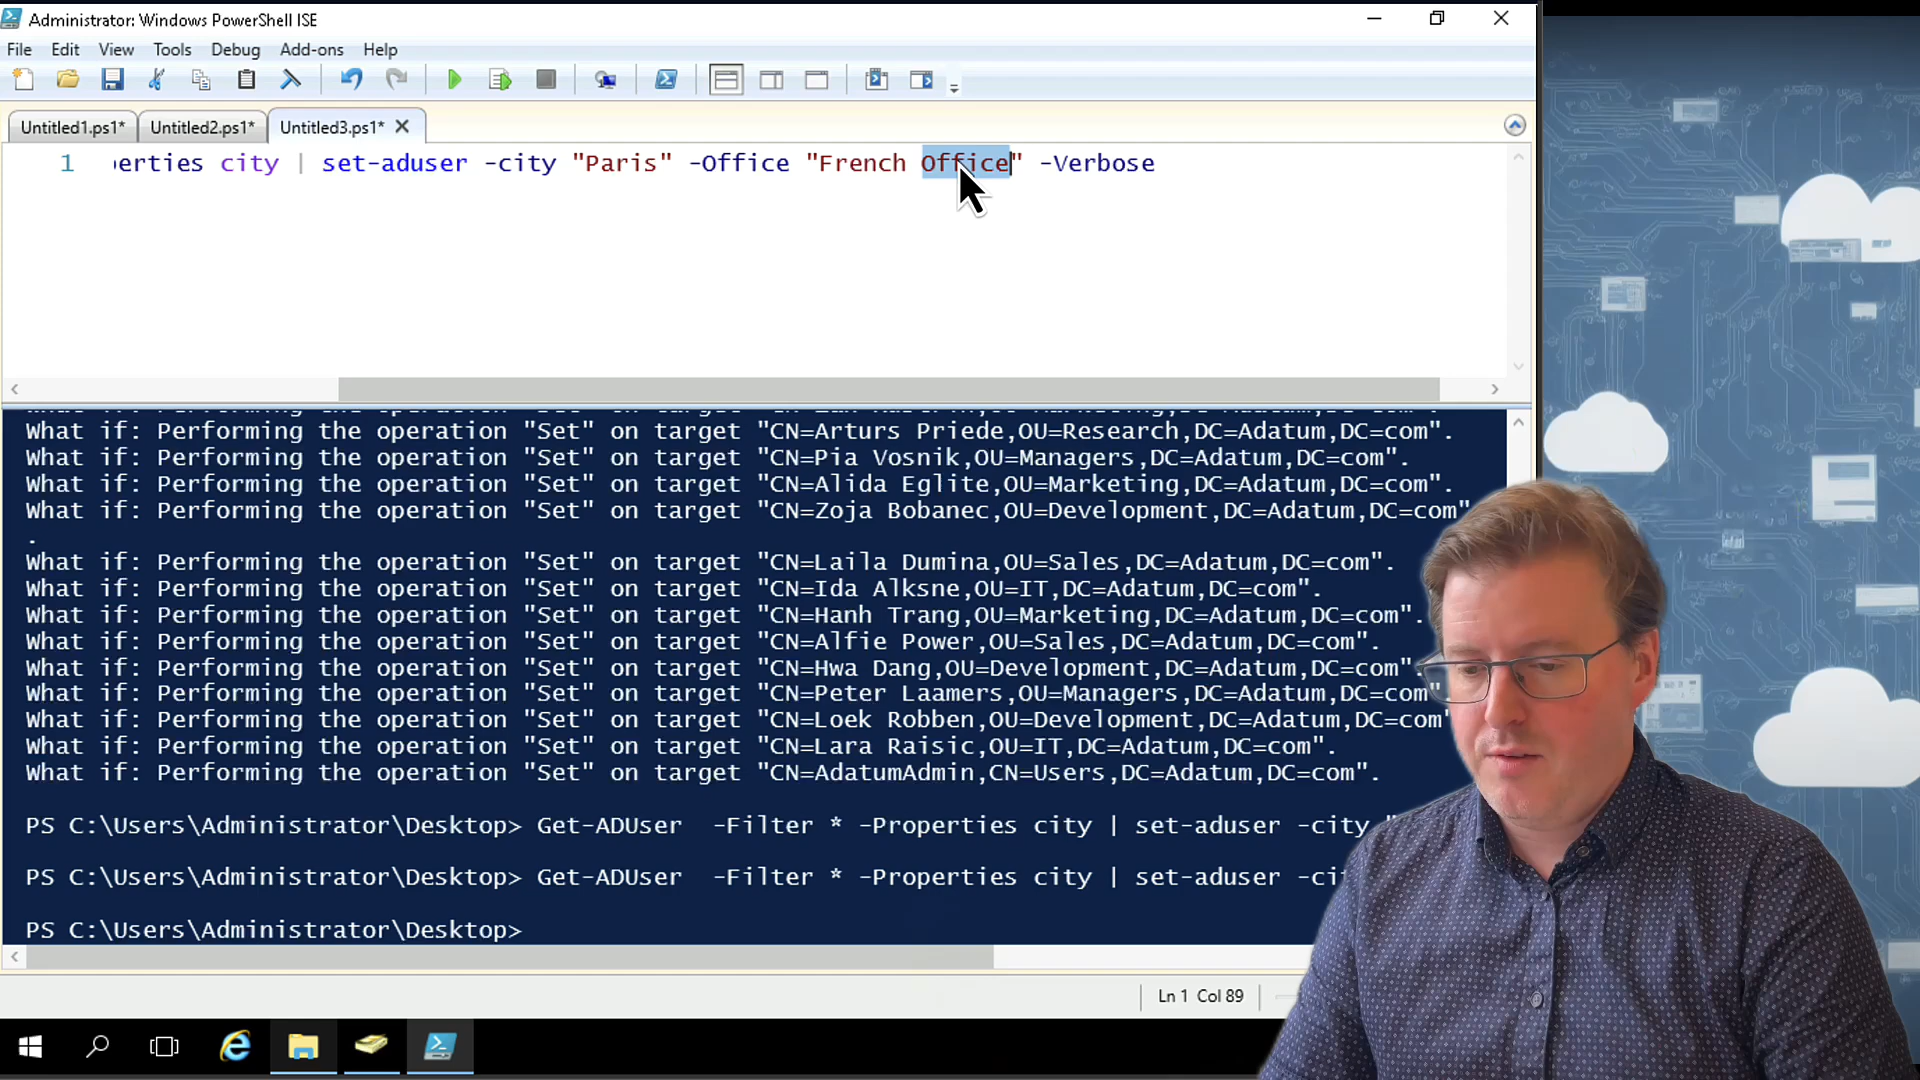 Administrator: Windows PowerShell ISE
File Edit View Tools Debug Add-ons Help
Untitled1.ps1* Untitled2.ps1* Untitled3.ps1*
1 erties city | set-aduser -city "Paris" -Office "French Office" -Verbose
What if: Performing the operation "Set" on target "CN=Arturs Priede,OU=Research,DC=Adatum,DC=com".
What if: Performing the operation "Set" on target "CN=Pia Vosnik,OU=Managers,DC=Adatum,DC=com".
What if: Performing the operation "Set" on target "CN=Alida Eglite,OU=Marketing,DC=Adatum,DC=com".
What if: Performing the operation "Set" on target "CN=Zoja Bobanec,OU=Development,DC=Adatum,DC=com"
.
What if: Performing the operation "Set" on target "CN=Laila Dumina,OU=Sales,DC=Adatum,DC=com".
What if: Performing the operation "Set" on target "CN=Ida Alksne,OU=IT,DC=Adatum,DC=com".
What if: Performing the operation "Set" on target "CN=Hanh Trang,OU=Marketing,DC=Adatum,DC=com".
What if: Performing the operation "Set" on target "CN=Alfie Power,OU=Sales,DC=Adatum,DC=com".
What if: Performing the operation "Set" on target "CN=Hwa Dang,OU=Development,DC=Adatum,DC=com".
What if: Performing the operation "Set" on target "CN=Peter Laamers,OU=Managers,DC=Adatum,DC=com"
What if: Performing the operation "Set" on target "CN=Loek Robben,OU=Development,DC=Adatum,DC=com"
What if: Performing the operation "Set" on target "CN=Lara Raisic,OU=IT,DC=Adatum,DC=com".
What if: Performing the operation "Set" on target "CN=AdatumAdmin,CN=Users,DC=Adatum,DC=com".
PS C:\Users\Administrator\Desktop> Get-ADUser -Filter * -Properties city | set-aduser -city "
PS C:\Users\Administrator\Desktop> Get-ADUser -Filter * -Properties city | set-aduser -ci
PS C:\Users\Administrator\Desktop>
Ln 1 Col 89